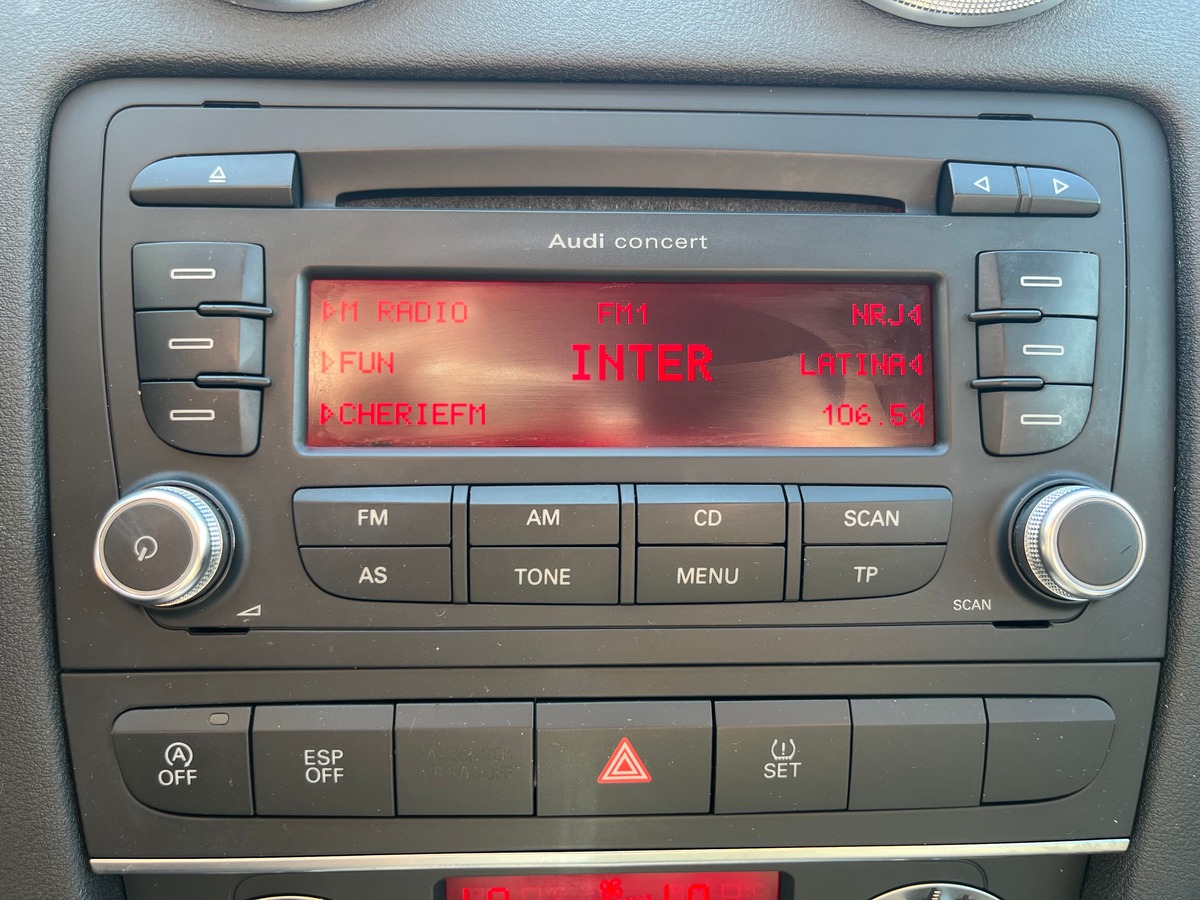 Audi concert
M RADIO FM1 NRJ
FUN INTER LATINA
CHERIEFM 106.5
FM AM CD SCAN
AS TONE MENU TP
SCAN
A
OFF
ESP
OFF
SET